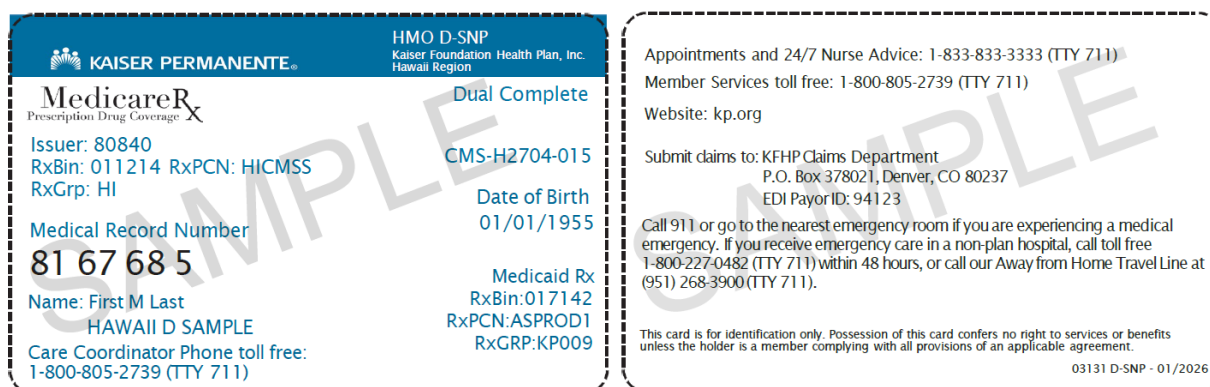 KAISER PERMANENTE®
HMO D-SNP
Kaiser Foundation Health Plan, Inc.
Hawaii Region
MedicareRx
Prescription Drug Coverage
Dual Complete
Issuer: 80840
RxBin: 011214 RxPCN: HICMSS
RxGrp: HI
CMS-H2704-015
Date of Birth
01/01/1955
Medical Record Number
81 67 68 5
Name: First M Last
HAWAII D SAMPLE
Care Coordinator Phone toll free:
1-800-805-2739 (TTY 711)
Medicaid Rx
RxBin:017142
RxPCN:ASPROD1
RxGRP:KP009
SAMPLE
Appointments and 24/7 Nurse Advice: 1-833-833-3333 (TTY 711)
Member Services toll free: 1-800-805-2739 (TTY 711)
Website: kp.org
Submit claims to: KFHP Claims Department
P.O. Box 378021, Denver, CO 80237
EDI Payor ID: 94123
Call 911 or go to the nearest emergency room if you are experiencing a medical
emergency. If you receive emergency care in a non-plan hospital, call toll free
1-800-227-0482 (TTY 711) within 48 hours, or call our Away from Home Travel Line at
(951) 268-3900 (TTY 711).
This card is for identification only. Possession of this card confers no right to services or benefits
unless the holder is a member complying with all provisions of an applicable agreement.
03131 D-SNP - 01/2026
SAMPLE